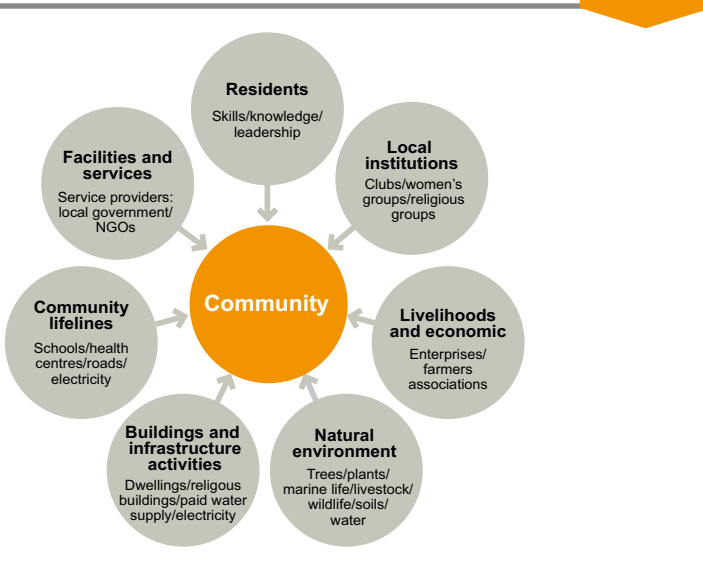 Residents
Skills/knowledge/
leadership
Local
institutions
Clubs/women's
groups/religious
groups
Livelihoods
and economic
Enterprises/
farmers
associations
Natural
environment
Trees/plants/
marine life/livestock/
wildlife/soils/
water
Buildings and
infrastructure
activities
Dwellings/religous
buildings/paid water
supply/electricity
Community
lifelines
Schools/health
centres/roads/
electricity
Facilities and
services
Service providers:
local government/
NGOs
Community